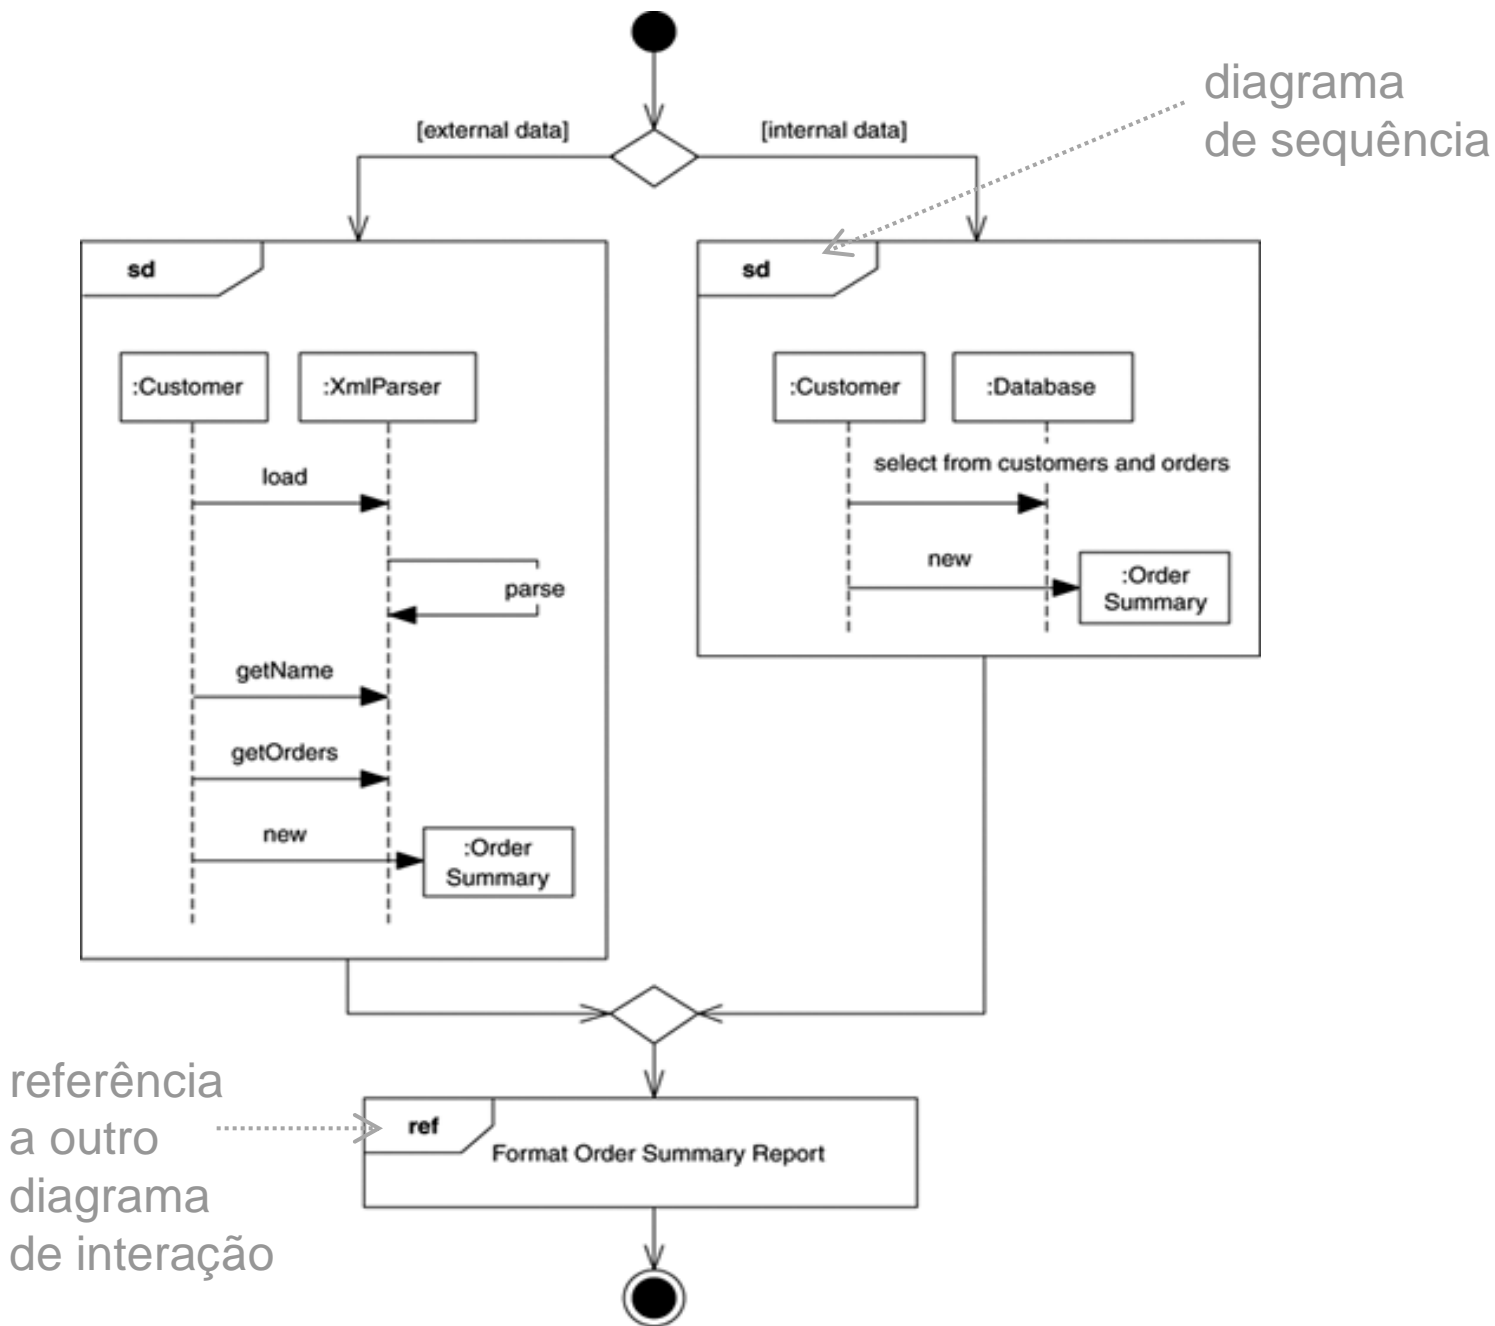 diagrama
de sequência
[external data]
[internal data]
sd
:Customer
:XmlParser
load
parse
getName
getOrders
new
:Order
Summary
sd
:Customer
:Database
select from customers and orders
new
:Order
Summary
referência
a outro
diagrama
de interação
ref
Format Order Summary Report